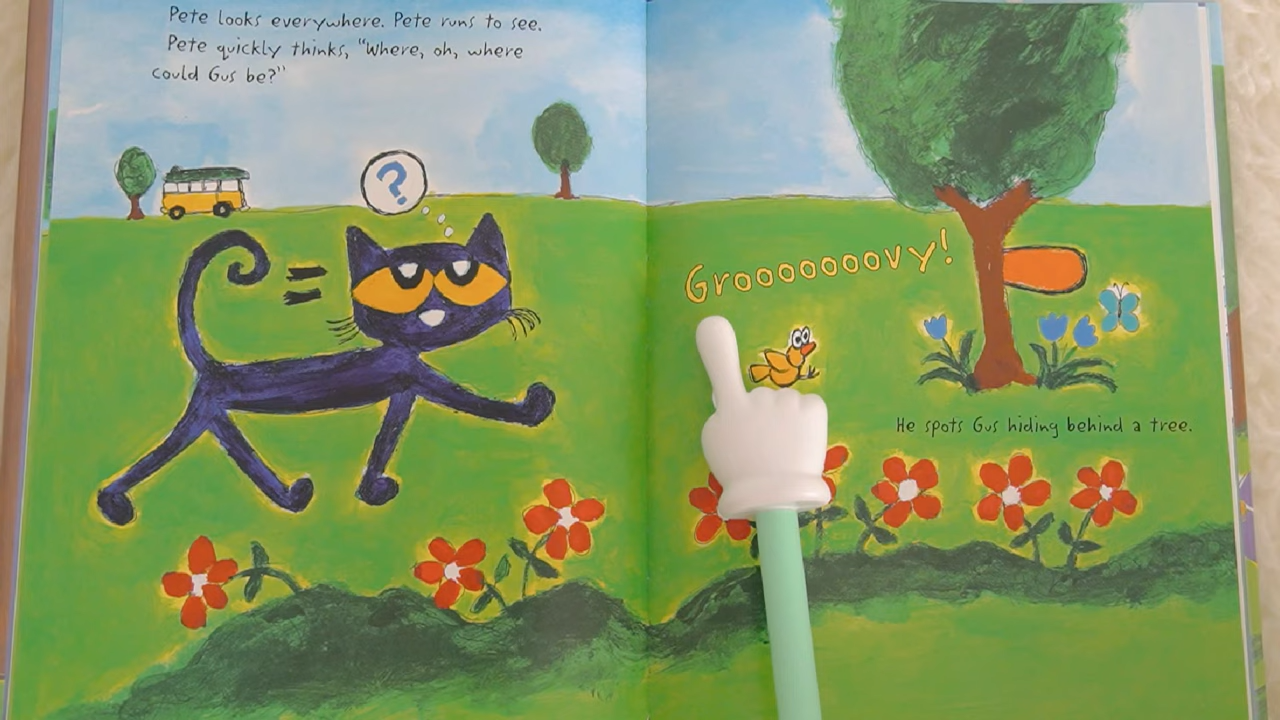 Pete looks everywhere. Pete runs to see.
Pete quickly thinks, "Where, oh, where
could Gus be?"
?
Grooooooovy!
He spots Gus hiding behind a tree.